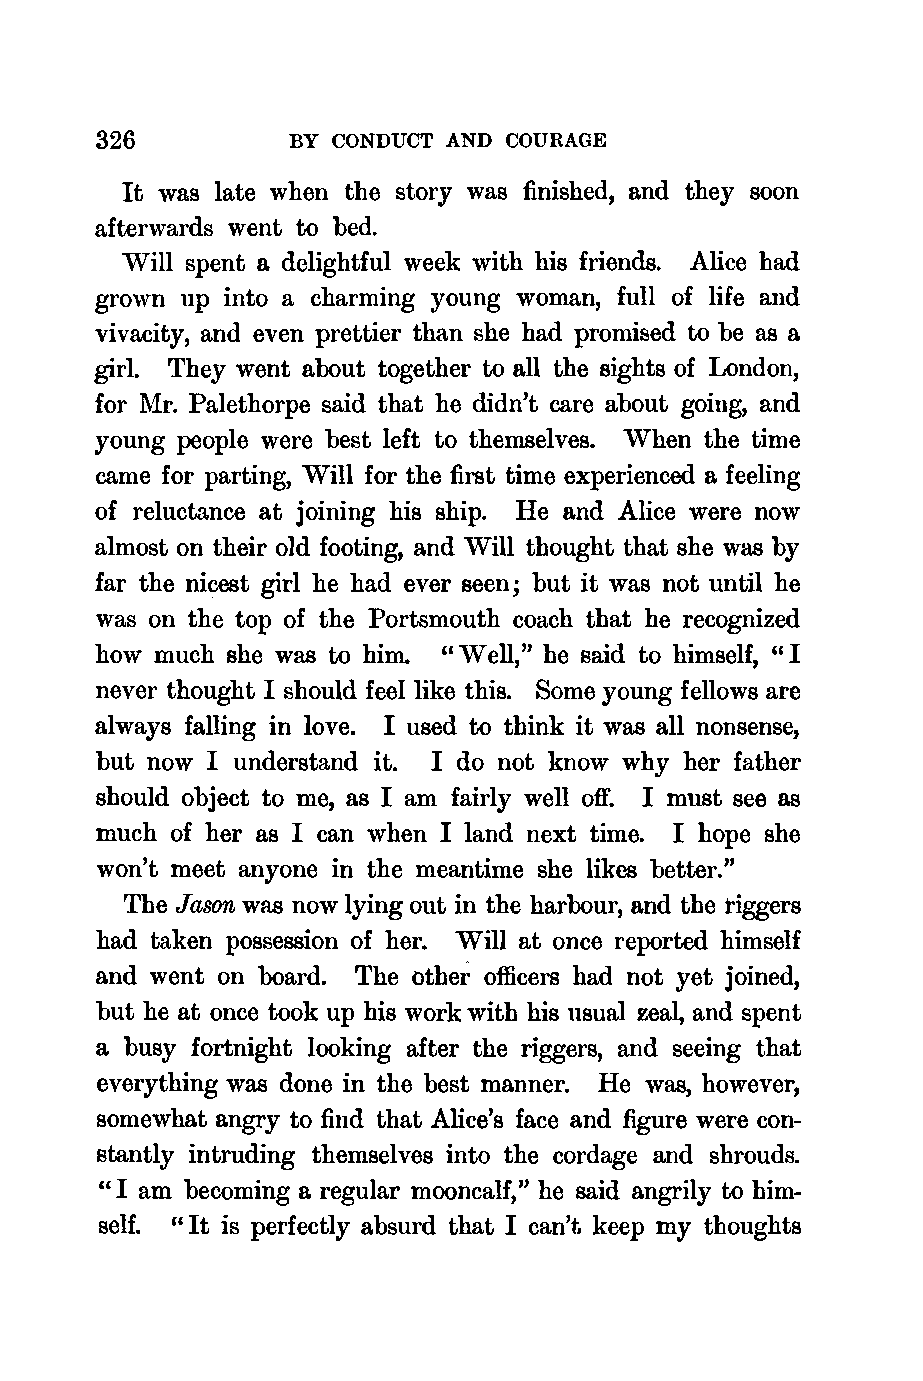 326 BY CONDUCT AND COURAGE
It was late when the story was finished, and they soon
afterwards went to bed.
Will spent a delightful week with his friends. Alice had
grown up into a charming young woman, full of life and
vivacity, and even prettier than she had promised to be as a
girl. They went about together to all the sights of London,
for Mr. Palethorpe said that he didn't care about going, and
young people were best left to themselves. When the time
came for parting, Will for the first time experienced a feeling
of reluctance at joining his ship. He and Alice were now
almost on their old footing, and Will thought that she was by
far the nicest girl he had ever seen; but it was not until he
was on the top of the Portsmouth coach that he recognized
how much she was to him. "Well," he said to himself, "I
never thought I should feel like this. Some young fellows are
always falling in love. I used to think it was all nonsense,
but now I understand it. I do not know why her father
should object to me, as I am fairly well off. I must see as
much of her as I can when I land next time. I hope she
won't meet anyone in the meantime she likes better."
The Jason was now lying out in the harbour, and the riggers
had taken possession of her. Will at once reported himself
and went on board. The other officers had not yet joined,
but he at once took up his work with his usual zeal, and spent
a busy fortnight looking after the riggers, and seeing that
everything was done in the best manner. He was, however,
somewhat angry to find that Alice's face and figure were con-
stantly intruding themselves into the cordage and shrouds.
"I am becoming a regular mooncalf," he said angrily to him-
self. "It is perfectly absurd that I can't keep my thoughts